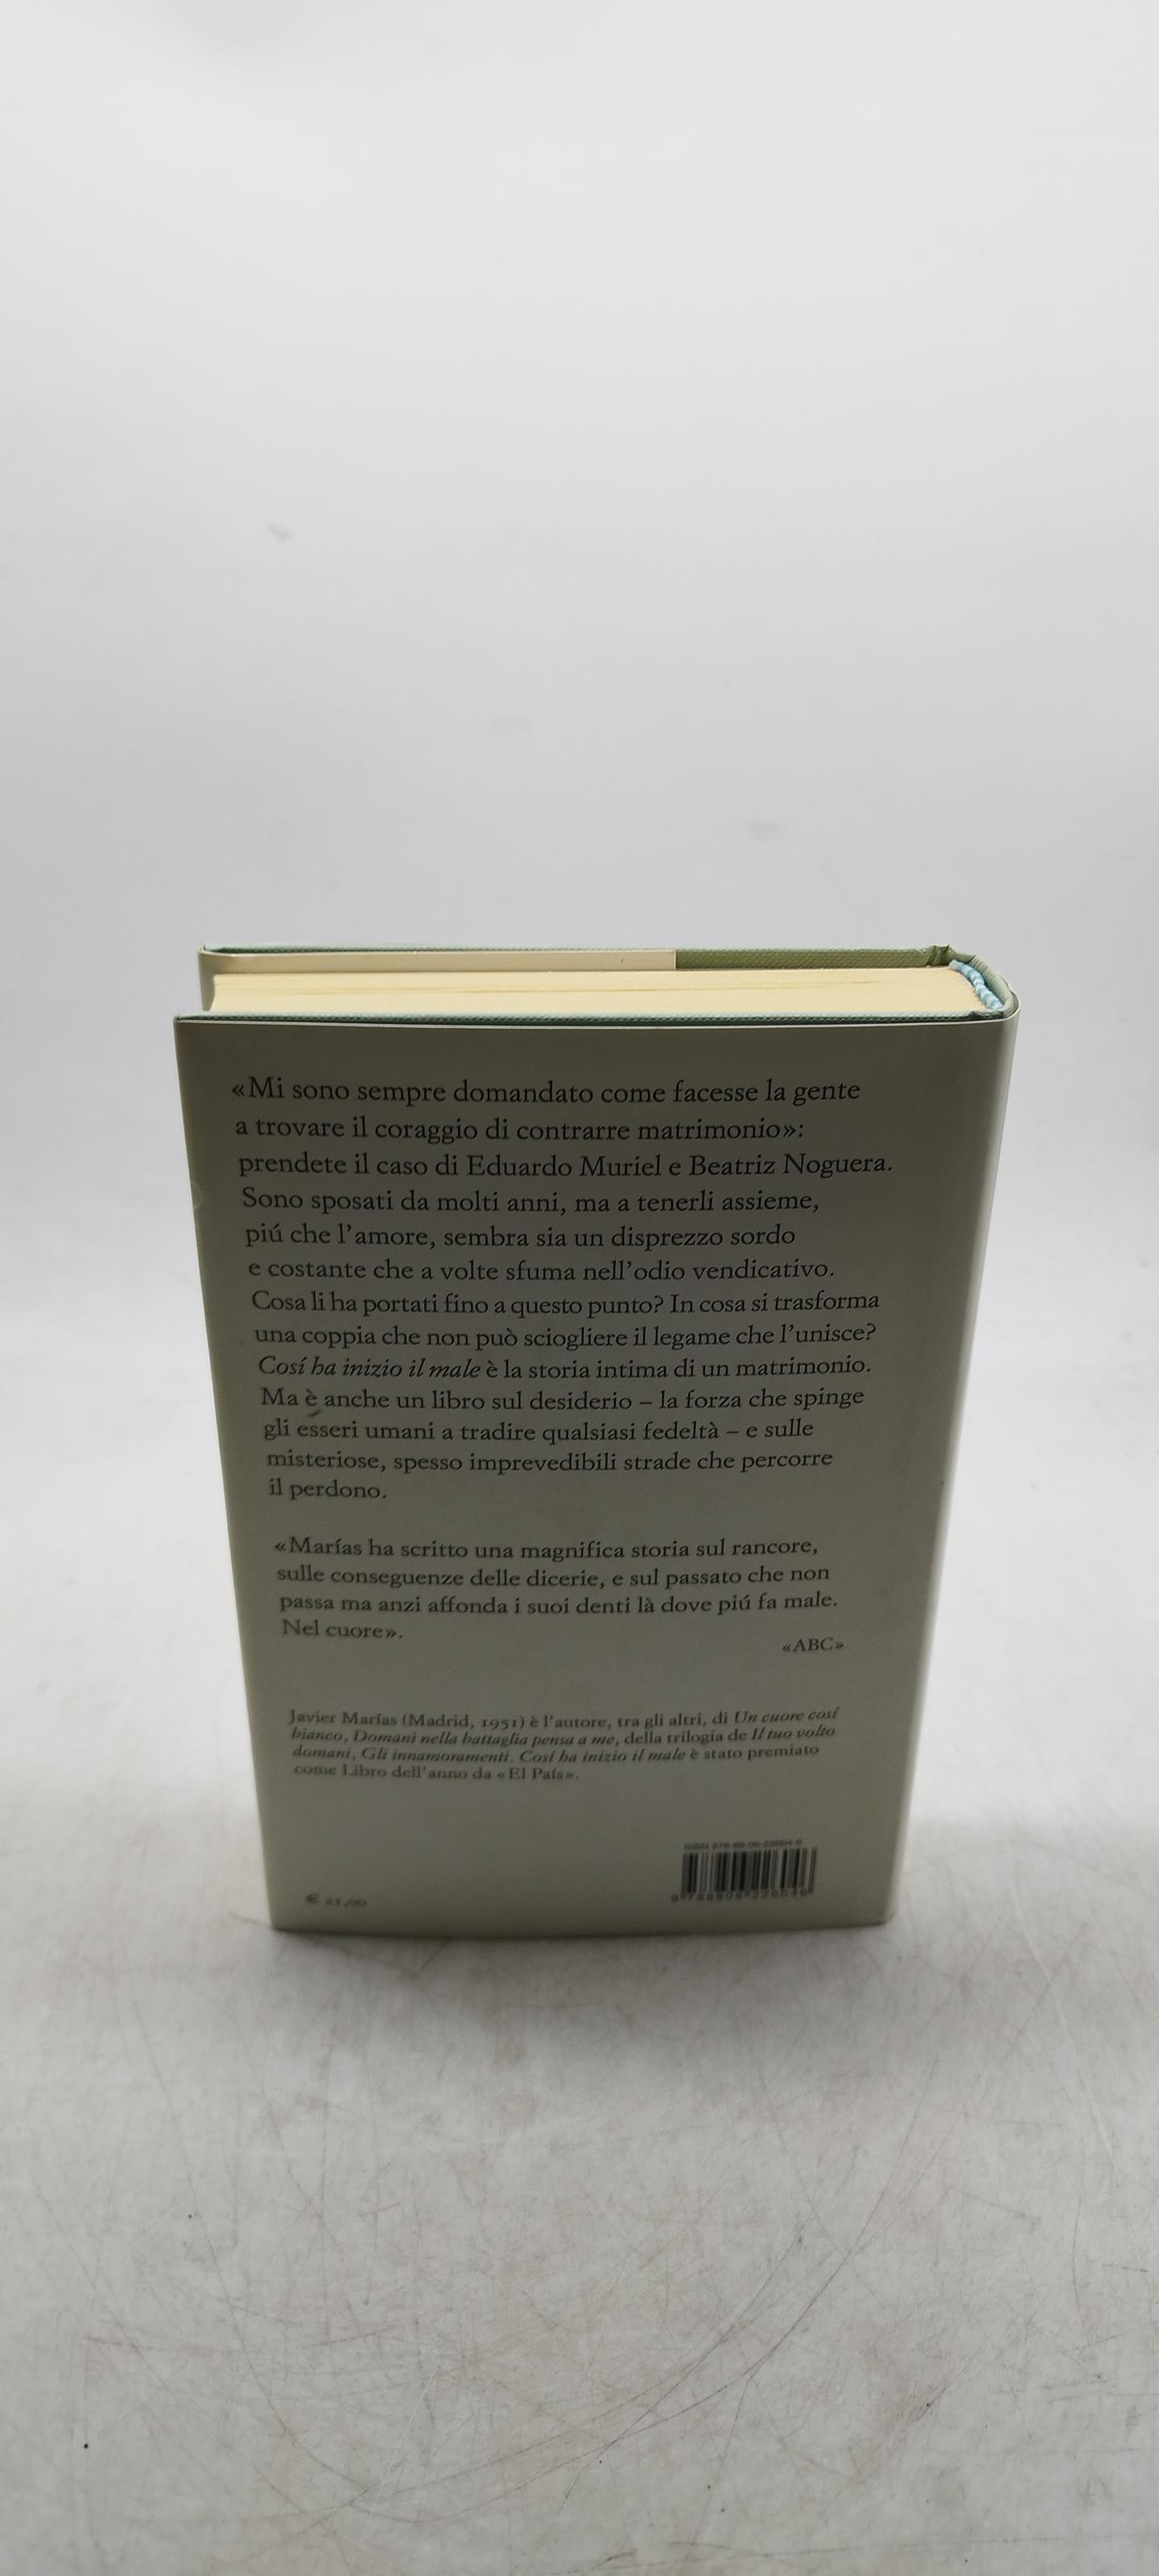 «Mi sono sempre domandato come facesse la gente
a trovare il coraggio di contrarre matrimonio»:
prendete il caso di Eduardo Muriel e Beatriz Noguera.
Sono sposati da molti anni, ma a tenerli assieme,
piú che l'amore, sembra sia un disprezzo sordo
e costante che a volte sfuma nell'odio vendicativo.
Cosa li ha portati fino a questo punto? In cosa si trasforma
una coppia che non può sciogliere il legame che l'unisce?
Cosí ha inizio il male è la storia intima di un matrimonio.
Ma è anche un libro sul desiderio – la forza che spinge
gli esseri umani a tradire qualsiasi fedeltà – e sulle
misteriose, spesso imprevedibili strade che percorre
il perdono.
«Marías ha scritto una magnifica storia sul rancore,
sulle conseguenze delle dicerie, e sul passato che non
passa ma anzi affonda i suoi denti là dove piú fa male.
Nel cuore».
«ABC»
Javier Marías (Madrid, 1951) è l'autore, tra gli altri, di Un cuore cosí
bianco, Domani nella battaglia pensa a me, della trilogia de Il tuo volto
domani, Gli innamoramenti. Cosí ha inizio il male è stato premiato
come Libro dell'anno da «El País».
ISBN 978-88-06-22604-6
9 788806 226046
€